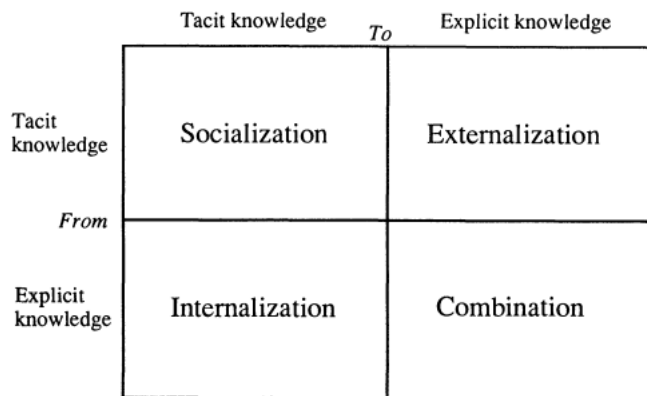 Tacit knowledge
Explicit knowledge
To
Tacit
knowledge
Socialization
Externalization
From
Explicit
knowledge
Internalization
Combination